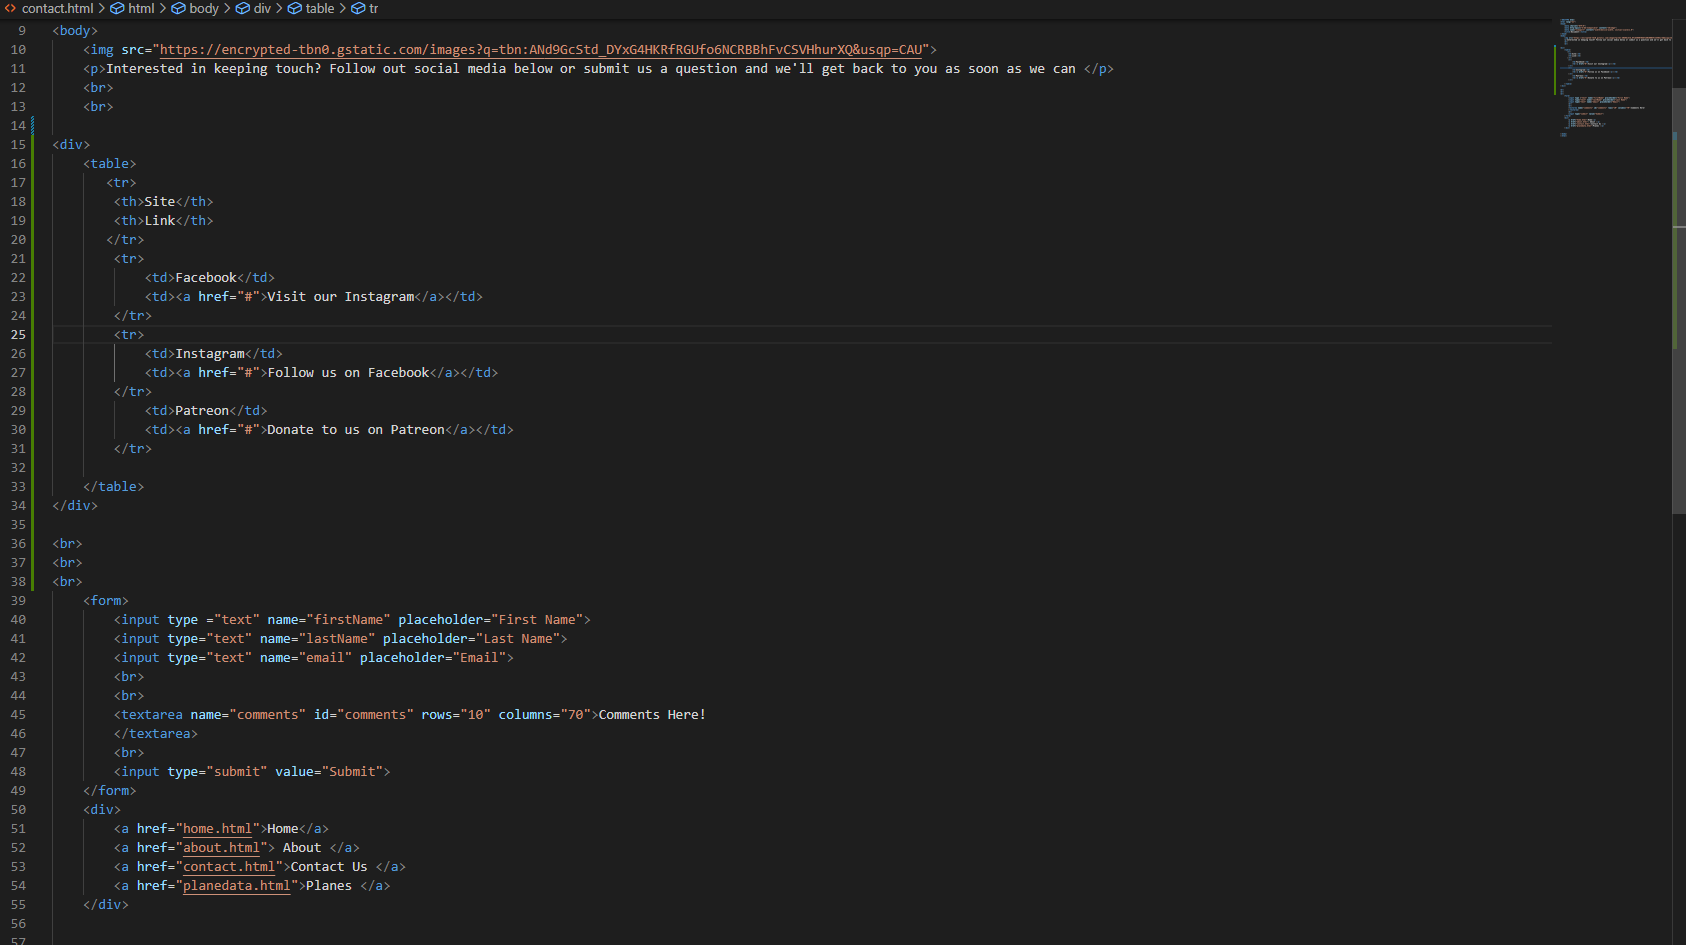 contact.html > html > body > div > table > tr
9 <body>
10 <img src="https://encrypted-tbn0.gstatic.com/images?q=tbn:ANd9GcStd_DYxG4HKRfRGUfo6NCRBBhFvCSVHhurXQ&usqp=CAU">
11 <p>Interested in keeping touch? Follow out social media below or submit us a question and we'll get back to you as soon as we can </p>
12 <br>
13 <br>
14
15 <div>
16 <table>
17 <tr>
18 <th>Site</th>
19 <th>Link</th>
20 </tr>
21 <tr>
22 <td>Facebook</td>
23 <td><a href="#">Visit our Instagram</a></td>
24 </tr>
25 <tr>
26 <td>Instagram</td>
27 <td><a href="#">Follow us on Facebook</a></td>
28 </tr>
29 <td>Patreon</td>
30 <td><a href="#">Donate to us on Patreon</a></td>
31 </tr>
32
33 </table>
34 </div>
35
36 <br>
37 <br>
38 <br>
39 <form>
40 <input type ="text" name="firstName" placeholder="First Name">
41 <input type="text" name="lastName" placeholder="Last Name">
42 <input type="text" name="email" placeholder="Email">
43 <br>
44 <br>
45 <textarea name="comments" id="comments" rows="10" columns="70">Comments Here!
46 </textarea>
47 <br>
48 <input type="submit" value="Submit">
49 </form>
50 <div>
51 <a href="home.html">Home</a>
52 <a href="about.html"> About </a>
53 <a href="contact.html">Contact Us </a>
54 <a href="planedata.html">Planes </a>
55 </div>
56
57